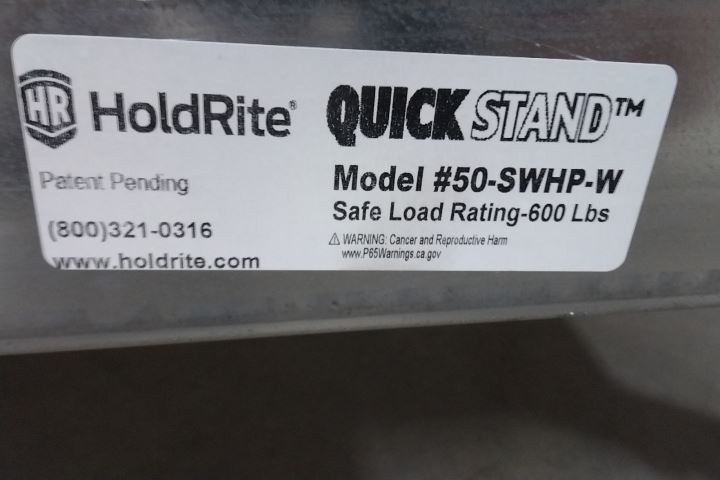 HR HoldRite®
Patent Pending
(800)321-0316
www.holdrite.com
QUICK STAND™
Model #50-SWHP-W
Safe Load Rating-600 Lbs
⚠ WARNING: Cancer and Reproductive Harm
www.P65Warnings.ca.gov